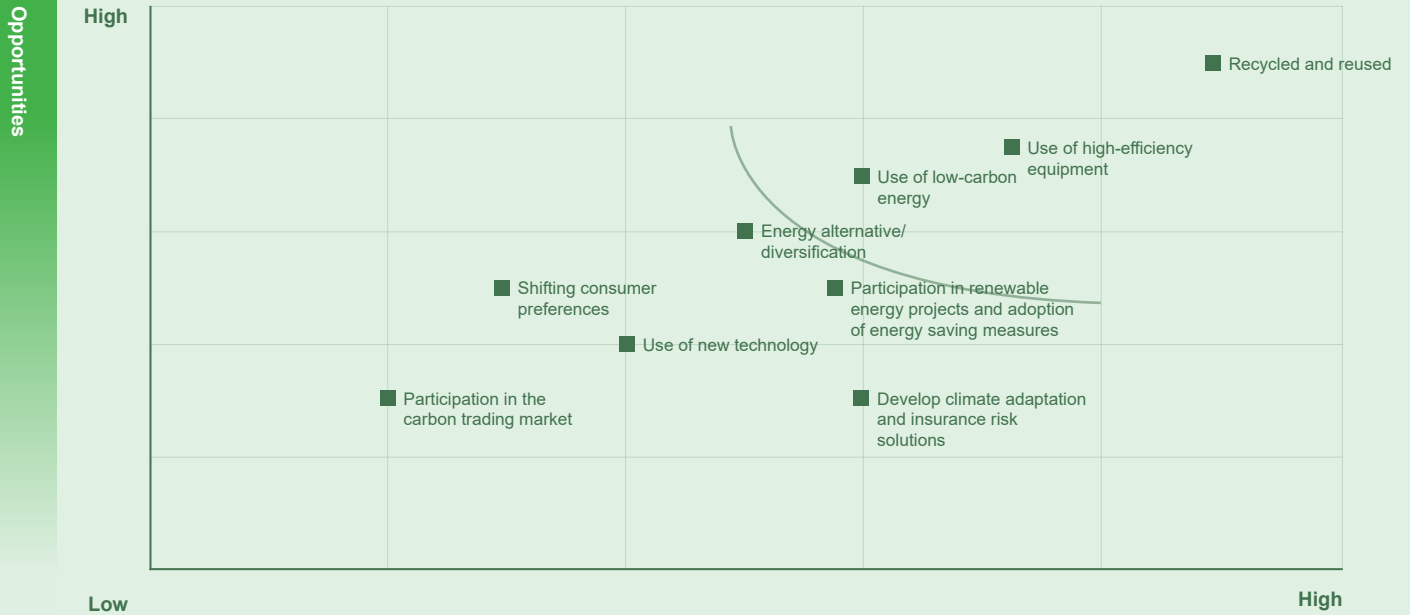 Opportunities
High
Recycled and reused
Use of high-efficiency
equipment
Use of low-carbon
energy
Energy alternative/
diversification
Shifting consumer
preferences
Participation in renewable
energy projects and adoption
of energy saving measures
Use of new technology
Participation in the
carbon trading market
Develop climate adaptation
and insurance risk
solutions
Low
High